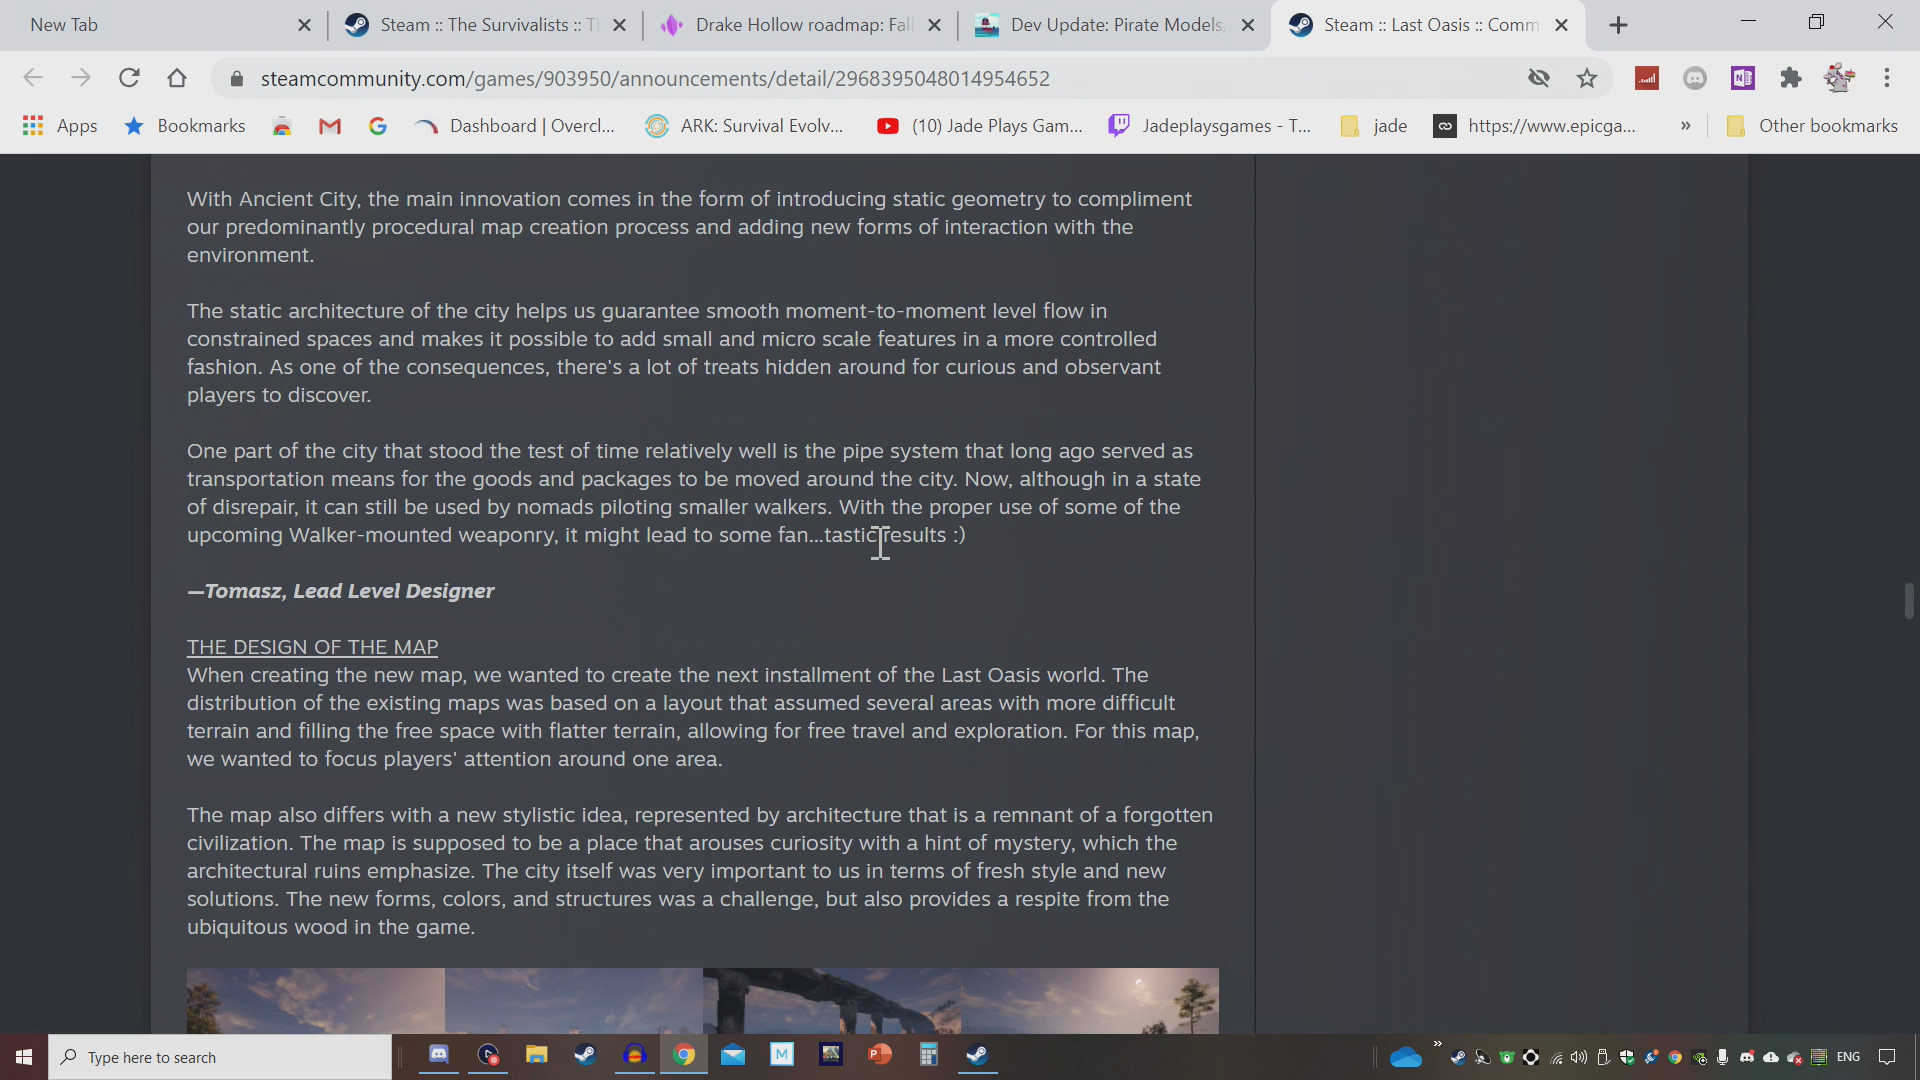 New Tab
Steam :: The Survivalists :: T
Drake Hollow roadmap: Fall
Dev Update: Pirate Models,
Steam :: Last Oasis :: Comm
steamcommunity.com/games/903950/announcements/detail/2968395048014954652
Apps
Bookmarks
Dashboard | Overcl...
ARK: Survival Evolv...
(10) Jade Plays Gam...
Jadeplaysgames - T...
jade
https://www.epicga...
Other bookmarks
With Ancient City, the main innovation comes in the form of introducing static geometry to compliment
our predominantly procedural map creation process and adding new forms of interaction with the
environment.
The static architecture of the city helps us guarantee smooth moment-to-moment level flow in
constrained spaces and makes it possible to add small and micro scale features in a more controlled
fashion. As one of the consequences, there's a lot of treats hidden around for curious and observant
players to discover.
One part of the city that stood the test of time relatively well is the pipe system that long ago served as
transportation means for the goods and packages to be moved around the city. Now, although in a state
of disrepair, it can still be used by nomads piloting smaller walkers. With the proper use of some of the
upcoming Walker-mounted weaponry, it might lead to some fan...tastic results :)
—Tomasz, Lead Level Designer
THE DESIGN OF THE MAP
When creating the new map, we wanted to create the next installment of the Last Oasis world. The
distribution of the existing maps was based on a layout that assumed several areas with more difficult
terrain and filling the free space with flatter terrain, allowing for free travel and exploration. For this map,
we wanted to focus players' attention around one area.
The map also differs with a new stylistic idea, represented by architecture that is a remnant of a forgotten
civilization. The map is supposed to be a place that arouses curiosity with a hint of mystery, which the
architectural ruins emphasize. The city itself was very important to us in terms of fresh style and new
solutions. The new forms, colors, and structures was a challenge, but also provides a respite from the
ubiquitous wood in the game.
Type here to search
ENG